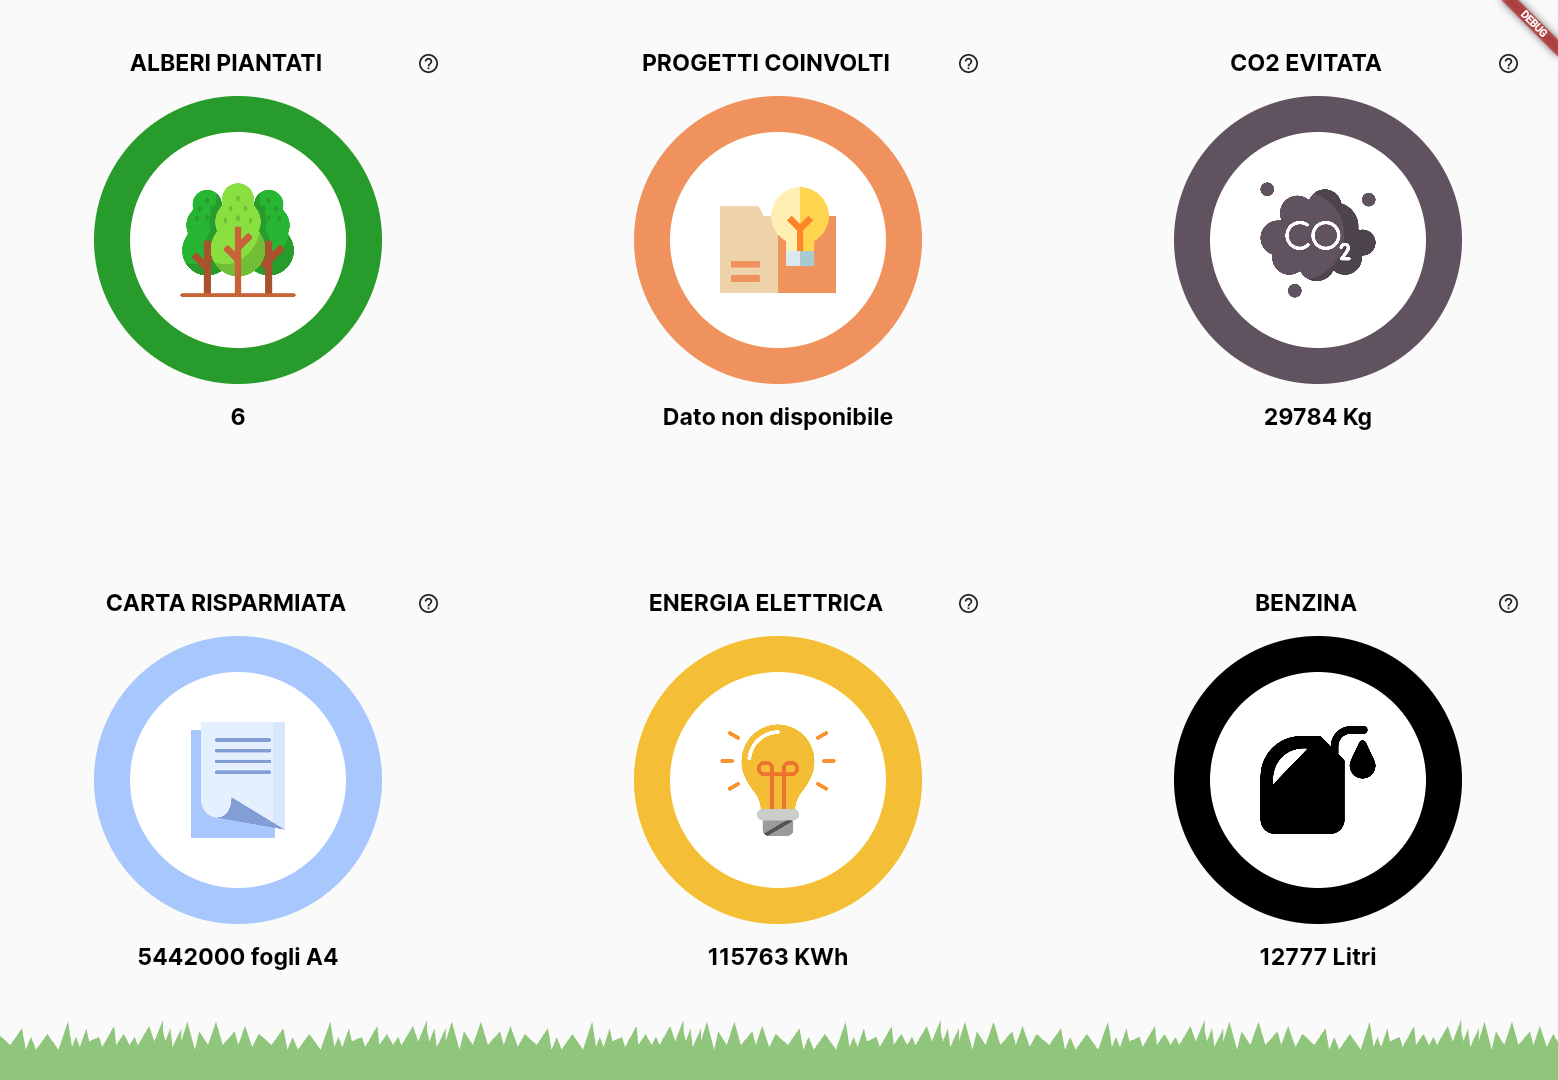 DEBUG
ALBERI PIANTATI
PROGETTI COINVOLTI
CO2 EVITATA
CO2
6
Dato non disponibile
29784 Kg
CARTA RISPARMIATA
ENERGIA ELETTRICA
BENZINA
5442000 fogli A4
115763 KWh
12777 Litri